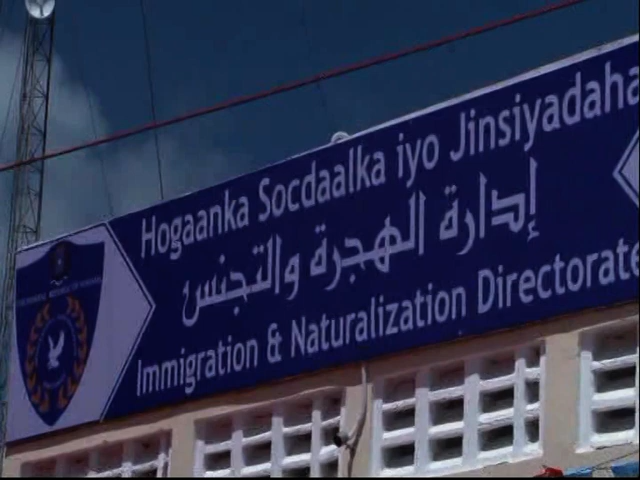 Hogaanka Socdaalka iyo Jinsiyadaha
إدارة الهجرة والتجنس
Immigration & Naturalization Directorate